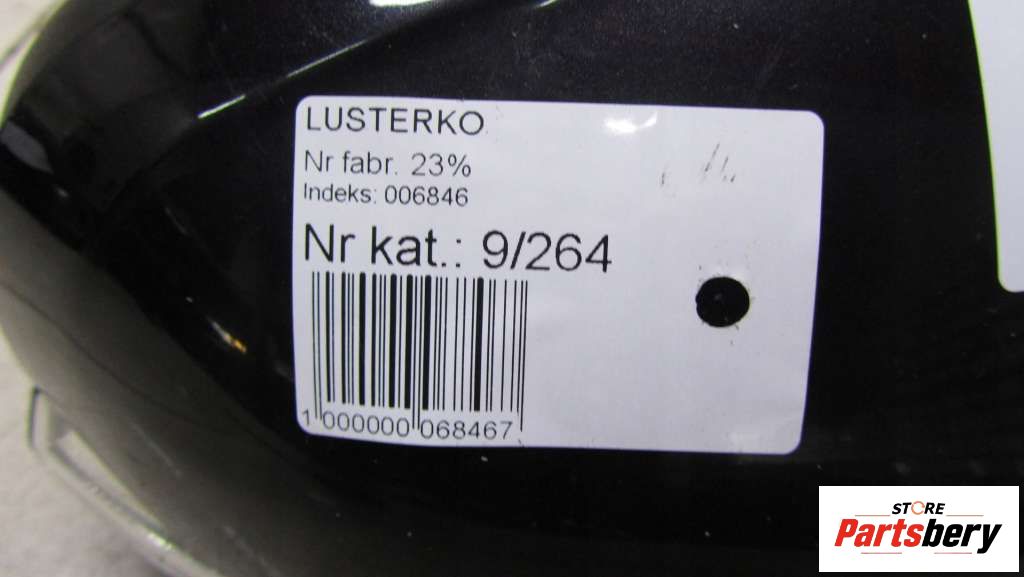 LUSTERKO
Nr fabr. 23%
Indeks: 006846
Nr kat.: 9/264
1 000000 068467
STORE
Partsbery